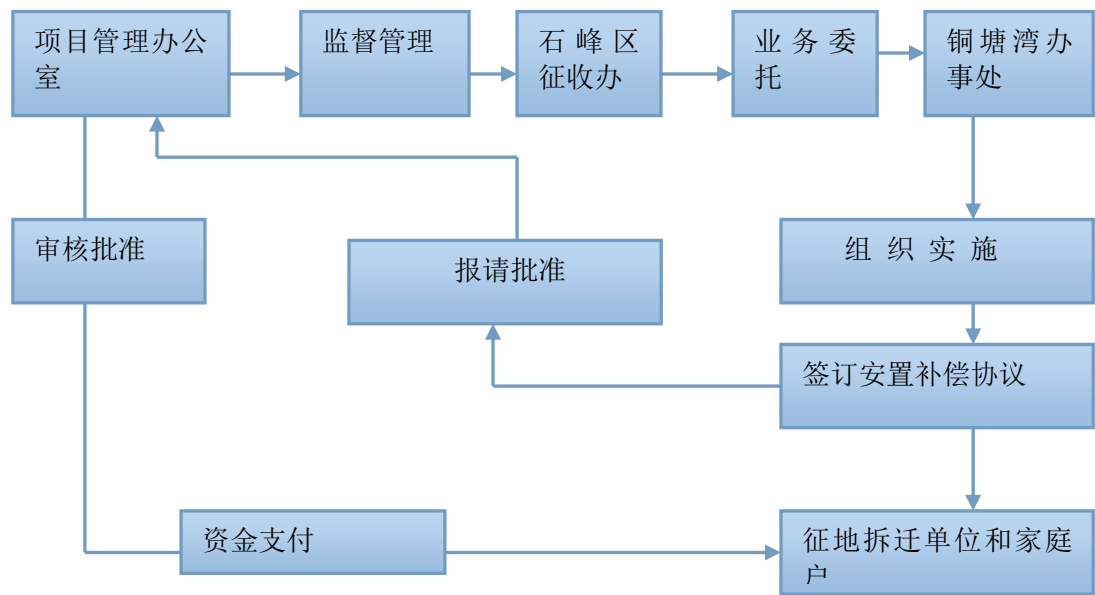 项目管理办公
室
监督管理
石峰区
征收办
业务委
托
铜塘湾办
事处
审核批准
报请批准
组织实施
签订安置补偿协议
资金支付
征地拆迁单位和家庭
户